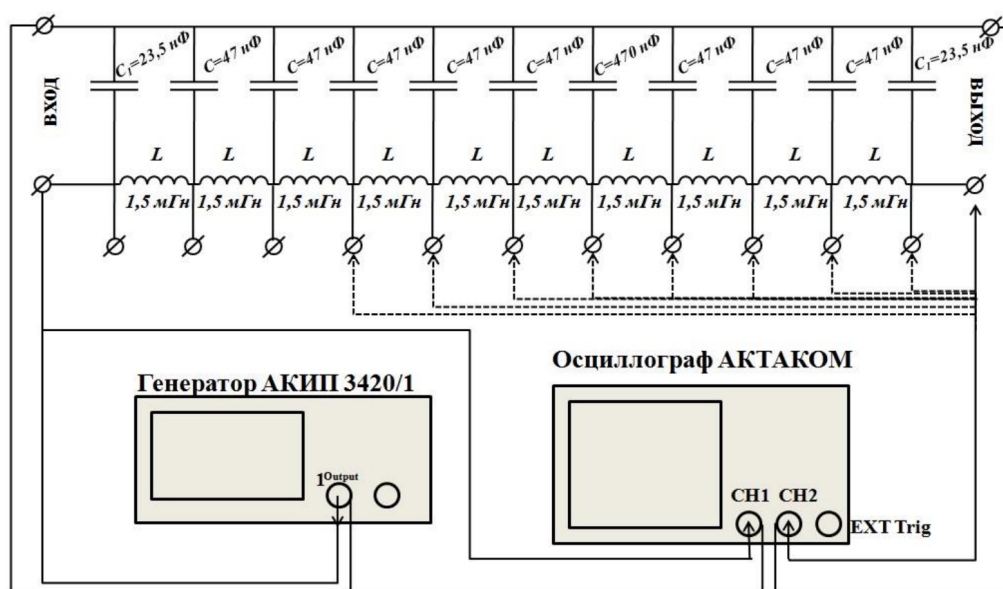 C₁=23,5 нФ
C=47 нФ
C=47 нФ
C=47 нФ
C=47 нФ
C=47 нФ
C=470 нФ
C=47 нФ
C=47 нФ
C=47 нФ
C₁=23,5 нФ
ВХОД
ВЫХОД
L L L L L L L L L L
1,5 мГн 1,5 мГн 1,5 мГн 1,5 мГн 1,5 мГн 1,5 мГн 1,5 мГн 1,5 мГн 1,5 мГн 1,5 мГн
Генератор АКИП 3420/1
Осциллограф АКТАКОМ
1 Output
CH1 CH2
EXT Trig